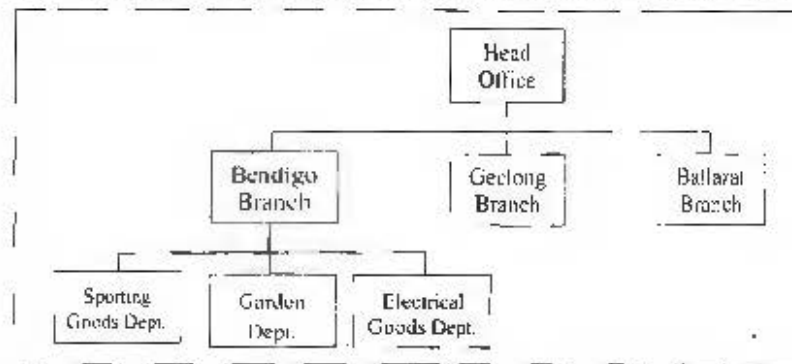 Head
Office
Bendigo
Branch
Geelong
Branch
Ballarat
Branch
Sporting
Goods Dept.
Garden
Dept.
Electrical
Goods Dept.